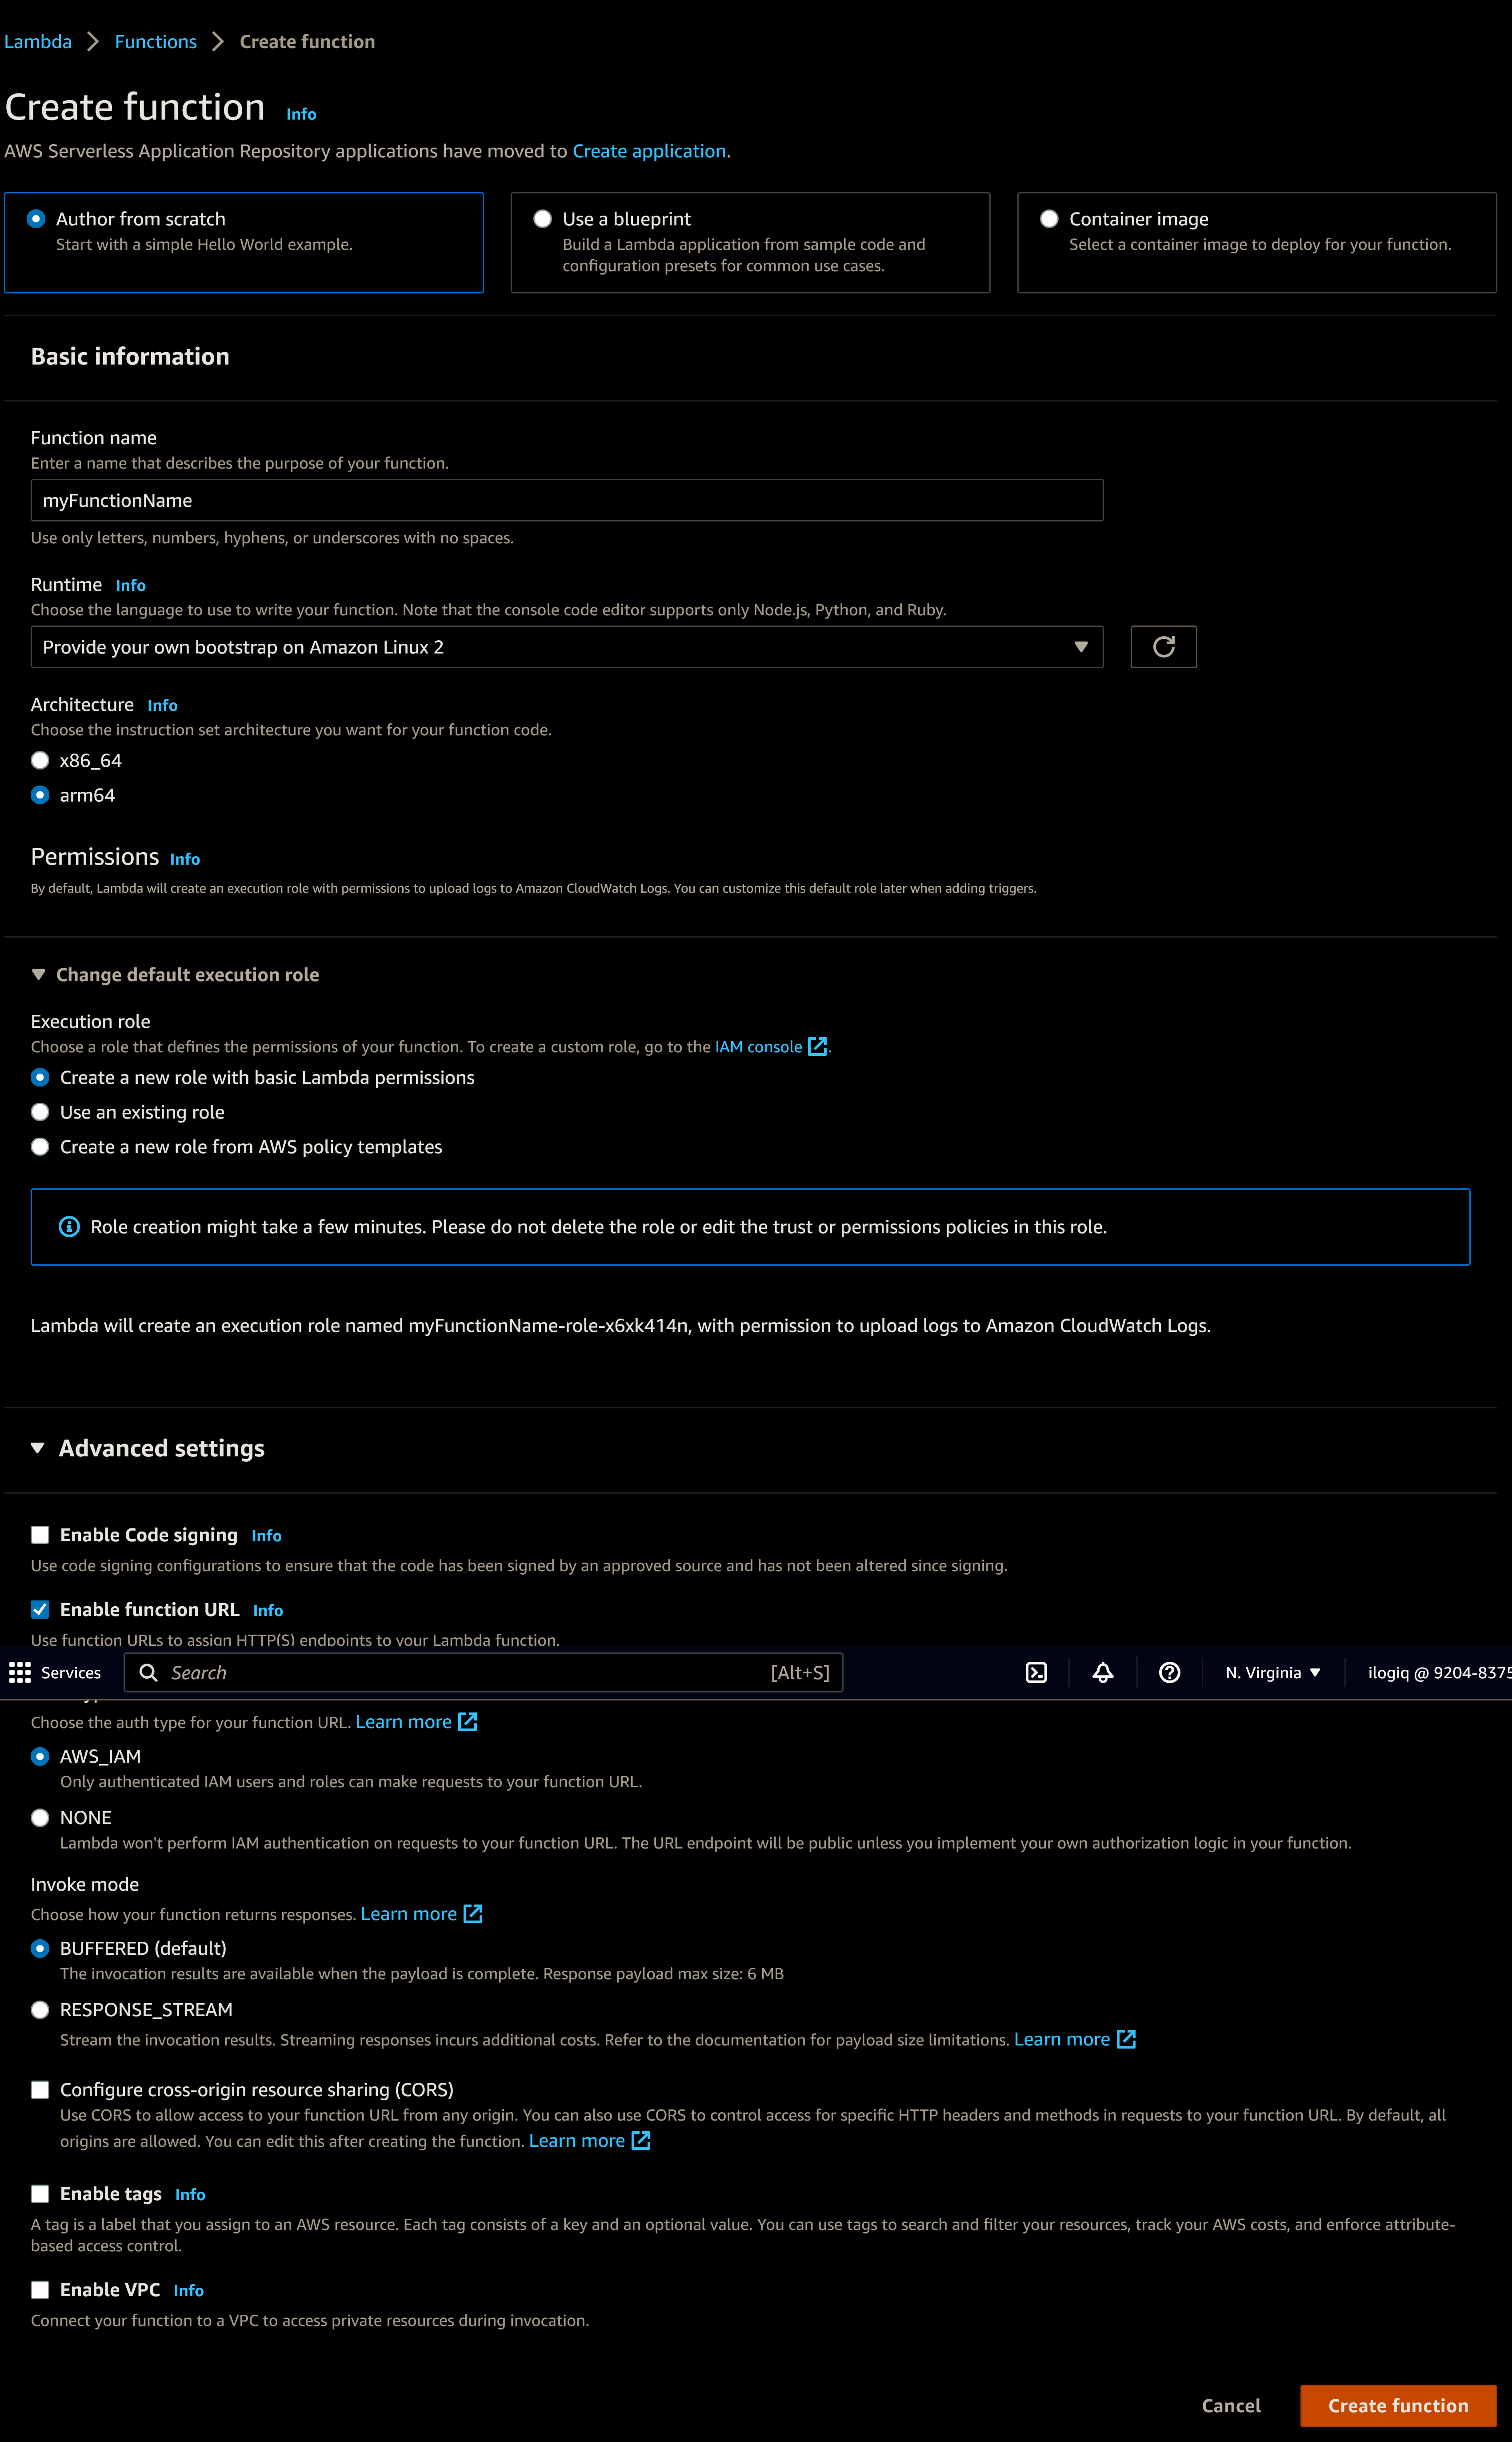 Lambda > Functions > Create function
Create function Info
AWS Serverless Application Repository applications have moved to Create application.
Author from scratch
Start with a simple Hello World example.
Use a blueprint
Build a Lambda application from sample code and
configuration presets for common use cases.
Container image
Select a container image to deploy for your function.
Basic information
Function name
Enter a name that describes the purpose of your function.
myFunctionName
Use only letters, numbers, hyphens, or underscores with no spaces.
Runtime Info
Choose the language to use to write your function. Note that the console code editor supports only Node.js, Python, and Ruby.
Provide your own bootstrap on Amazon Linux 2
Architecture Info
Choose the instruction set architecture you want for your function code.
x86_64
arm64
Permissions Info
By default, Lambda will create an execution role with permissions to upload logs to Amazon CloudWatch Logs. You can customize this default role later when adding triggers.
Change default execution role
Execution role
Choose a role that defines the permissions of your function. To create a custom role, go to the IAM console.
Create a new role with basic Lambda permissions
Use an existing role
Create a new role from AWS policy templates
Role creation might take a few minutes. Please do not delete the role or edit the trust or permissions policies in this role.
Lambda will create an execution role named myFunctionName-role-x6xk414n, with permission to upload logs to Amazon CloudWatch Logs.
Advanced settings
Enable Code signing Info
Use code signing configurations to ensure that the code has been signed by an approved source and has not been altered since signing.
Enable function URL Info
Use function URLs to assign HTTP(S) endpoints to your Lambda function.
Services Search [Alt+S] N. Virginia ilogiq @ 9204-8375
Choose the auth type for your function URL. Learn more
AWS_IAM
Only authenticated IAM users and roles can make requests to your function URL.
NONE
Lambda won't perform IAM authentication on requests to your function URL. The URL endpoint will be public unless you implement your own authorization logic in your function.
Invoke mode
Choose how your function returns responses. Learn more
BUFFERED (default)
The invocation results are available when the payload is complete. Response payload max size: 6 MB
RESPONSE_STREAM
Stream the invocation results. Streaming responses incurs additional costs. Refer to the documentation for payload size limitations. Learn more
Configure cross-origin resource sharing (CORS)
Use CORS to allow access to your function URL from any origin. You can also use CORS to control access for specific HTTP headers and methods in requests to your function URL. By default, all
origins are allowed. You can edit this after creating the function. Learn more
Enable tags Info
A tag is a label that you assign to an AWS resource. Each tag consists of a key and an optional value. You can use tags to search and filter your resources, track your AWS costs, and enforce attribute-
based access control.
Enable VPC Info
Connect your function to a VPC to access private resources during invocation.
Cancel Create function